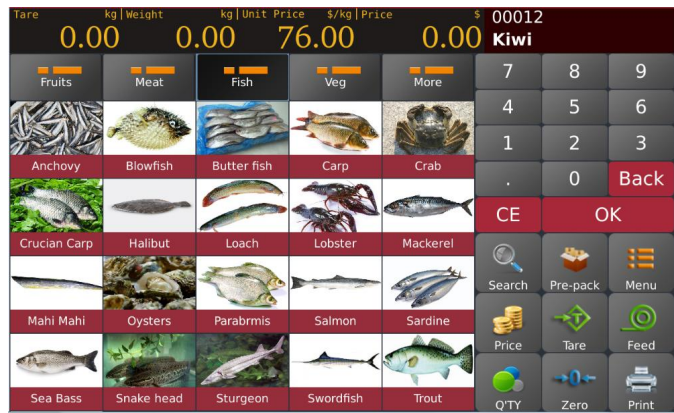 Tare kg Weight kg Unit Price $/kg Price $
0.00 0.00 76.00 0.00
00012
Kiwi
Fruits Meat Fish Veg More
7 8 9
4 5 6
1 2 3
. 0 Back
CE OK
Anchovy Blowfish Butter fish Carp Crab
Crucian Carp Halibut Loach Lobster Mackerel
Mahi Mahi Oysters Parabrmis Salmon Sardine
Sea Bass Snake head Sturgeon Swordfish Trout
Search Pre-pack Menu
Price Tare Feed
Q'TY Zero Print